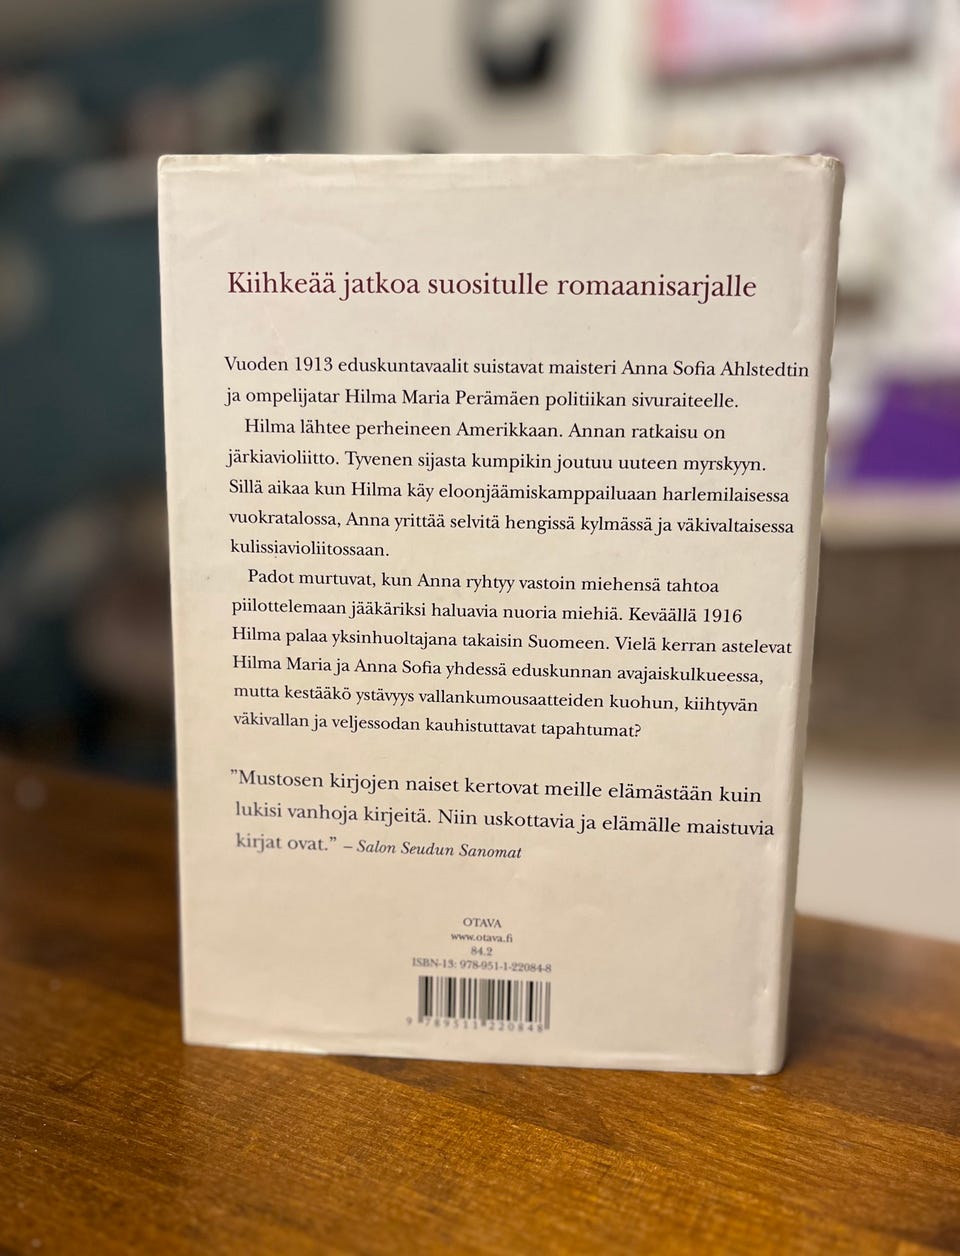 Kiihkeää jatkoa suositulle romaanisarjalle
Vuoden 1913 eduskuntavaalit suistavat maisteri Anna Sofia Ahlstedtin
ja ompelijatar Hilma Maria Perämäen politiikan sivuraiteelle.
Hilma lähtee perheineen Amerikkaan. Annan ratkaisu on
järkiavioliitto. Tyvenen sijasta kumpikin joutuu uuteen myrskyyn.
Sillä aikaa kun Hilma käy eloonjäämiskamppailuaan harlemilaisessa
vuokratalossa, Anna yrittää selvitä hengissä kylmässä ja väkivaltaisessa
kulissiavioliitossaan.
Padot murtuvat, kun Anna ryhtyy vastoin miehensä tahtoa
piilottelemaan jääkäriksi haluavia nuoria miehiä. Keväällä 1916
Hilma palaa yksinhuoltajana takaisin Suomeen. Vielä kerran astelevat
Hilma Maria ja Anna Sofia yhdessä eduskunnan avajaiskulkueessa,
mutta kestääkö ystävyys vallankumousaatteiden kuohun, kiihtyvän
väkivallan ja veljessodan kauhistuttavat tapahtumat?
”Mustosen kirjojen naiset kertovat meille elämästään kuin
lukisi vanhoja kirjeitä. Niin uskottavia ja elämälle maistuvia
kirjat ovat.” – Salon Seudun Sanomat
OTAVA
www.otava.fi
84.2
ISBN-13: 978-951-1-22084-8
9 789511 220848